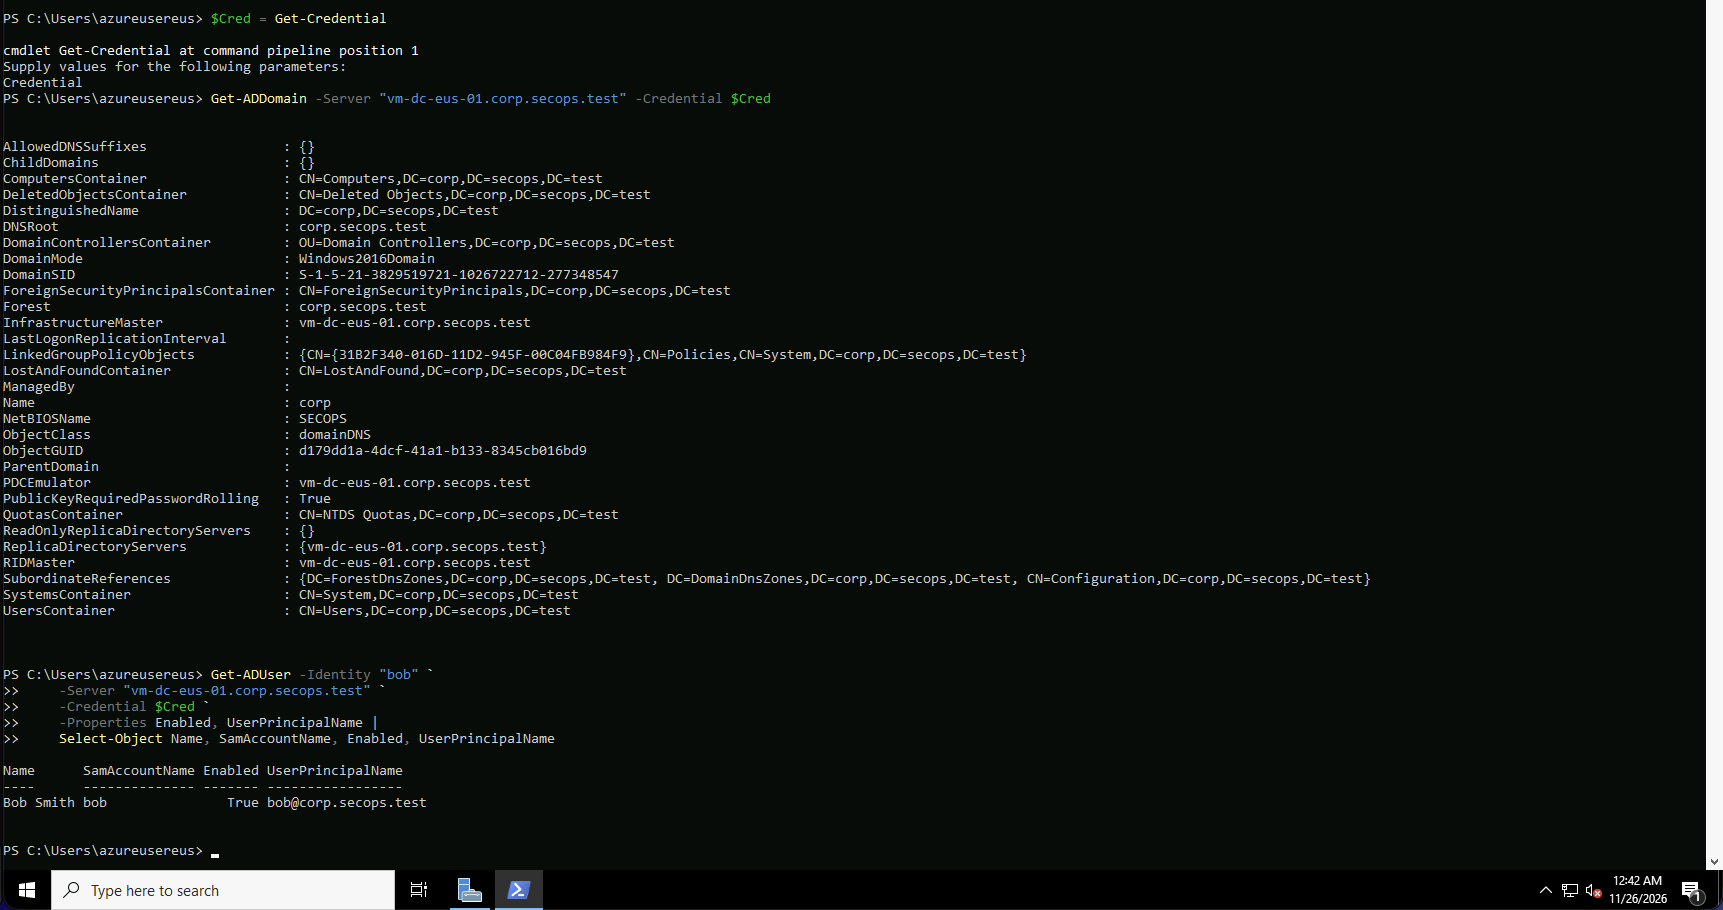 PS C:\Users\azureusereus> $Cred = Get-Credential
cmdlet Get-Credential at command pipeline position 1
Supply values for the following parameters:
Credential
PS C:\Users\azureusereus> Get-ADDomain -Server "vm-dc-eus-01.corp.secops.test" -Credential $Cred
AllowedDNSSuffixes                 : {}
ChildDomains                       : {}
ComputersContainer                 : CN=Computers,DC=corp,DC=secops,DC=test
DeletedObjectsContainer            : CN=Deleted Objects,DC=corp,DC=secops,DC=test
DistinguishedName                  : DC=corp,DC=secops,DC=test
DNSRoot                            : corp.secops.test
DomainControllersContainer         : OU=Domain Controllers,DC=corp,DC=secops,DC=test
DomainMode                         : Windows2016Domain
DomainSID                          : S-1-5-21-3829519721-1026722712-277348547
ForeignSecurityPrincipalsContainer : CN=ForeignSecurityPrincipals,DC=corp,DC=secops,DC=test
Forest                             : corp.secops.test
InfrastructureMaster               : vm-dc-eus-01.corp.secops.test
LastLogonReplicationInterval       :
LinkedGroupPolicyObjects           : {CN={31B2F340-016D-11D2-945F-00C04FB984F9},CN=Policies,CN=System,DC=corp,DC=secops,DC=test}
LostAndFoundContainer              : CN=LostAndFound,DC=corp,DC=secops,DC=test
ManagedBy                          :
Name                               : corp
NetBIOSName                        : SECOPS
ObjectClass                        : domainDNS
ObjectGUID                         : d179dd1a-4dcf-41a1-b133-8345cb016bd9
ParentDomain                       :
PDCEmulator                        : vm-dc-eus-01.corp.secops.test
PublicKeyRequiredPasswordRolling   : True
QuotasContainer                    : CN=NTDS Quotas,DC=corp,DC=secops,DC=test
ReadOnlyReplicaDirectoryServers    : {}
ReplicaDirectoryServers            : {vm-dc-eus-01.corp.secops.test}
RIDMaster                          : vm-dc-eus-01.corp.secops.test
SubordinateReferences              : {DC=ForestDnsZones,DC=corp,DC=secops,DC=test, DC=DomainDnsZones,DC=corp,DC=secops,DC=test, CN=Configuration,DC=corp,DC=secops,DC=test}
SystemsContainer                   : CN=System,DC=corp,DC=secops,DC=test
UsersContainer                     : CN=Users,DC=corp,DC=secops,DC=test
PS C:\Users\azureusereus> Get-ADUser -Identity "bob" `
>>     -Server "vm-dc-eus-01.corp.secops.test" `
>>     -Credential $Cred `
>>     -Properties Enabled, UserPrincipalName |
>>     Select-Object Name, SamAccountName, Enabled, UserPrincipalName
Name      SamAccountName Enabled UserPrincipalName
----      -------------- ------- -----------------
Bob Smith bob               True bob@corp.secops.test
PS C:\Users\azureusereus>
Type here to search
12:42 AM
11/26/2026
1